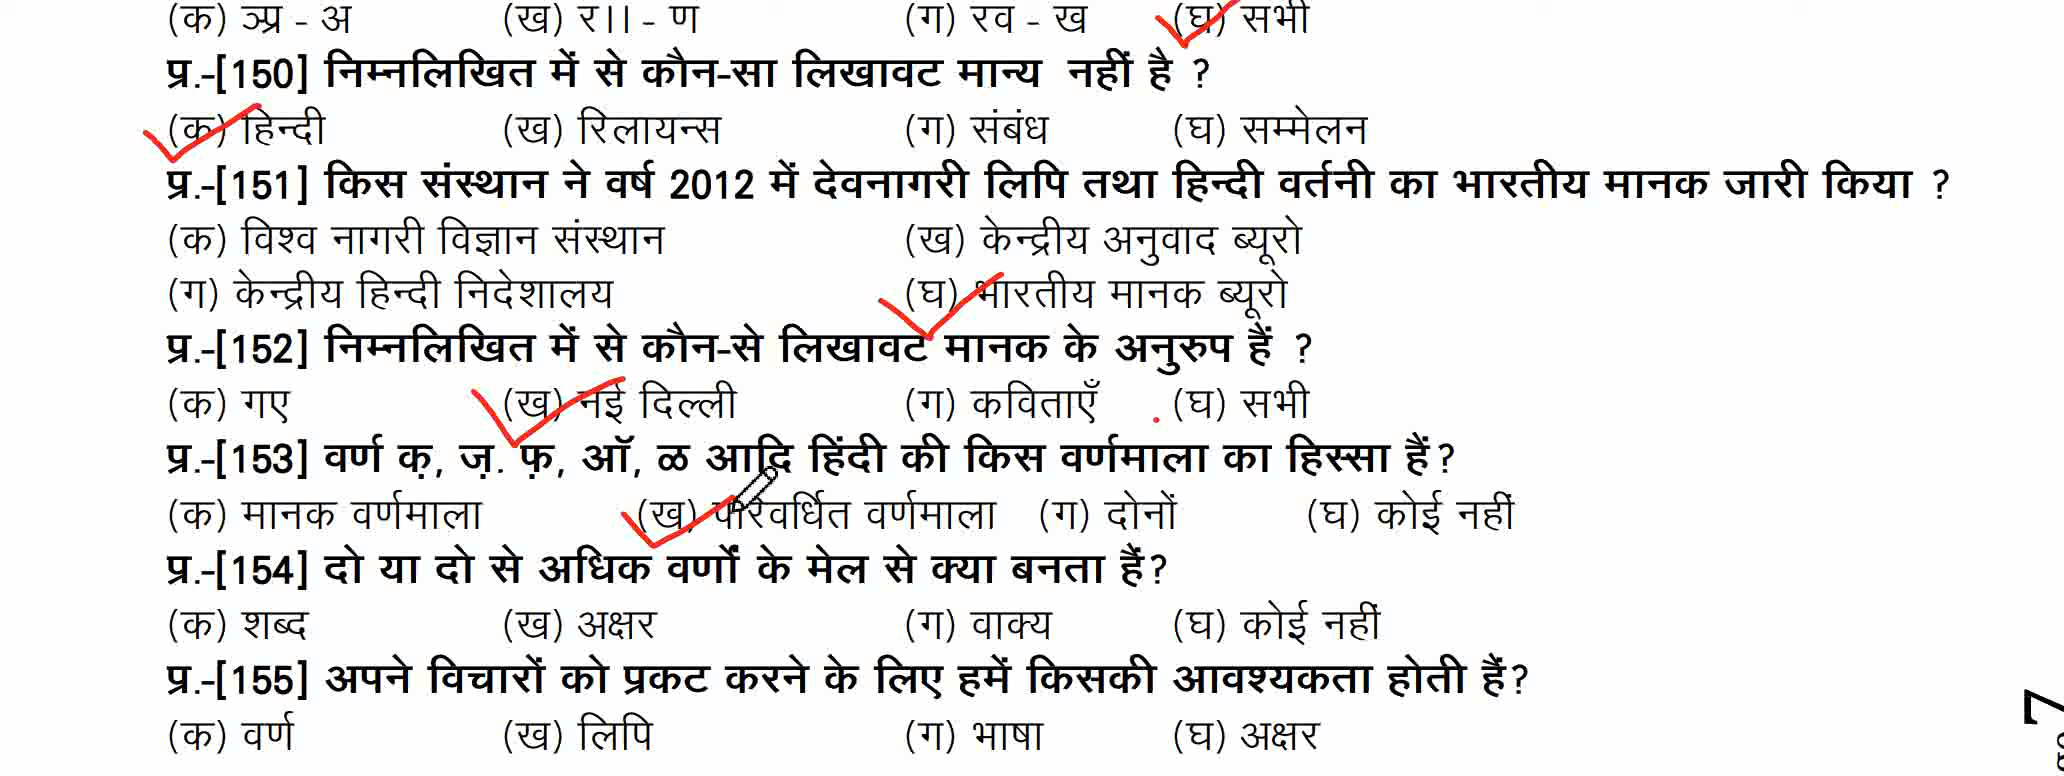 (क) ञ्प्र - अ (ख) र।। - ण (ग) रव - ख (घ) सभी
प्र.-[150] निम्नलिखित में से कौन-सा लिखावट मान्य नहीं है ?
(क) हिन्दी (ख) रिलायन्स (ग) संबंध (घ) सम्मेलन
प्र.-[151] किस संस्थान ने वर्ष 2012 में देवनागरी लिपि तथा हिन्दी वर्तनी का भारतीय मानक जारी किया ?
(क) विश्व नागरी विज्ञान संस्थान (ख) केन्द्रीय अनुवाद ब्यूरो
(ग) केन्द्रीय हिन्दी निदेशालय (घ) भारतीय मानक ब्यूरो
प्र.-[152] निम्नलिखित में से कौन-से लिखावट मानक के अनुरुप हैं ?
(क) गए (ख) नई दिल्ली (ग) कविताएँ (घ) सभी
प्र.-[153] वर्ण क़, ज़. फ़, ऑ, ळ आदि हिंदी की किस वर्णमाला का हिस्सा हैं?
(क) मानक वर्णमाला (ख) परिवर्धित वर्णमाला (ग) दोनों (घ) कोई नहीं
प्र.-[154] दो या दो से अधिक वर्णों के मेल से क्या बनता हैं?
(क) शब्द (ख) अक्षर (ग) वाक्य (घ) कोई नहीं
प्र.-[155] अपने विचारों को प्रकट करने के लिए हमें किसकी आवश्यकता होती हैं?
(क) वर्ण (ख) लिपि (ग) भाषा (घ) अक्षर
7